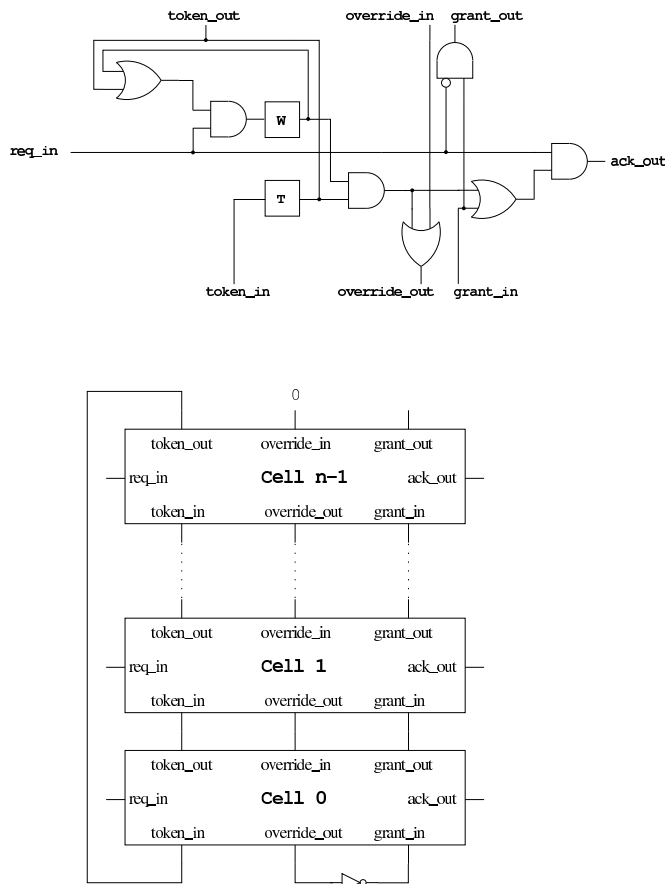 token_out override_in grant_out
W
req_in
ack_out
T
token_in override_out grant_in
0
token_out override_in grant_out
req_in Cell n-1 ack_out
token_in override_out grant_in
token_out override_in grant_out
req_in Cell 1 ack_out
token_in override_out grant_in
token_out override_in grant_out
req_in Cell 0 ack_out
token_in override_out grant_in